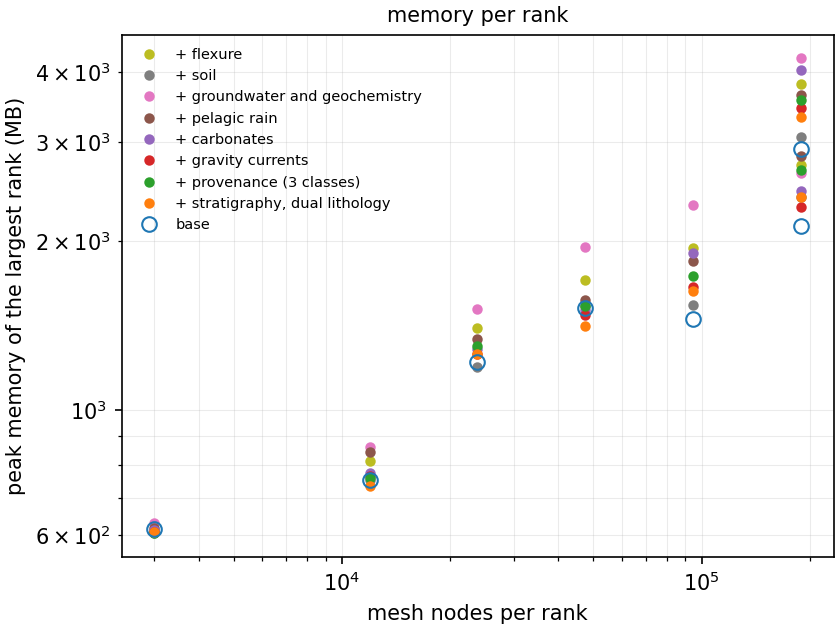 memory per rank
+ flexure
+ soil
+ groundwater and geochemistry
+ pelagic rain
+ carbonates
+ gravity currents
+ provenance (3 classes)
+ stratigraphy, dual lithology
base
peak memory of the largest rank (MB)
4 × 10³
3 × 10³
2 × 10³
10³
6 × 10²
10⁴
10⁵
mesh nodes per rank